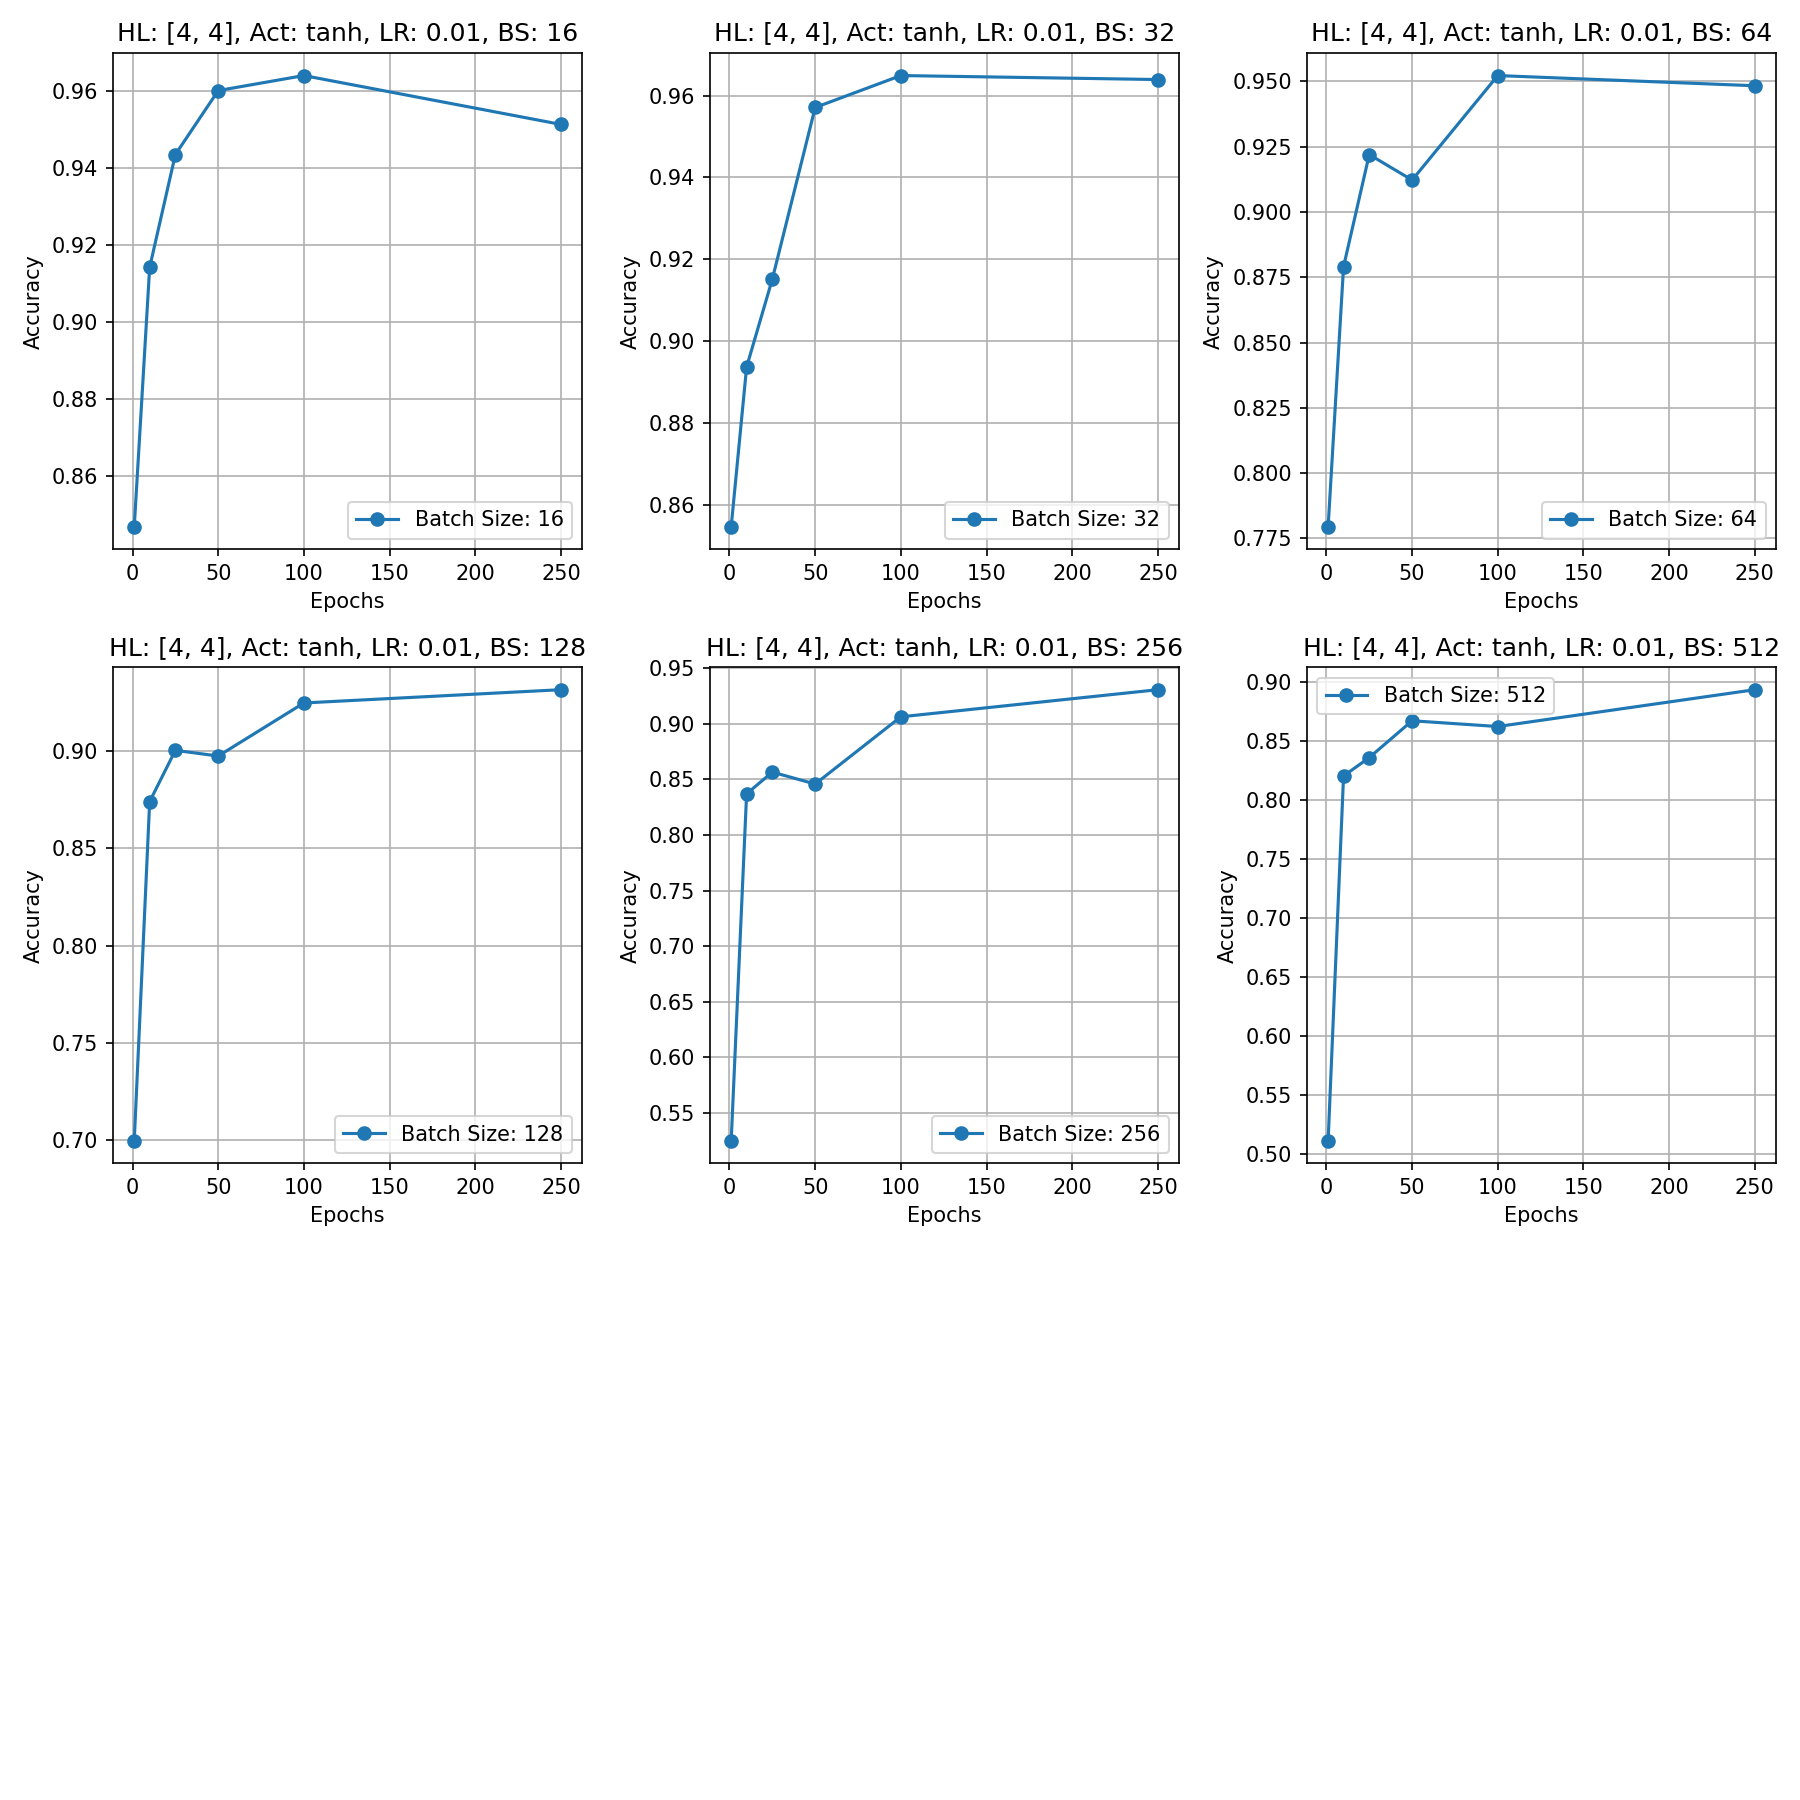 HL: [4, 4], Act: tanh, LR: 0.01, BS: 16
Accuracy
0.96
0.94
0.92
0.90
0.88
0.86
Batch Size: 16
0 50 100 150 200 250
Epochs
HL: [4, 4], Act: tanh, LR: 0.01, BS: 32
Accuracy
0.96
0.94
0.92
0.90
0.88
0.86
Batch Size: 32
0 50 100 150 200 250
Epochs
HL: [4, 4], Act: tanh, LR: 0.01, BS: 64
Accuracy
0.950
0.925
0.900
0.875
0.850
0.825
0.800
0.775
Batch Size: 64
0 50 100 150 200 250
Epochs
HL: [4, 4], Act: tanh, LR: 0.01, BS: 128
Accuracy
0.90
0.85
0.80
0.75
0.70
Batch Size: 128
0 50 100 150 200 250
Epochs
HL: [4, 4], Act: tanh, LR: 0.01, BS: 256
Accuracy
0.95
0.90
0.85
0.80
0.75
0.70
0.65
0.60
0.55
Batch Size: 256
0 50 100 150 200 250
Epochs
HL: [4, 4], Act: tanh, LR: 0.01, BS: 512
Accuracy
Batch Size: 512
0.90
0.85
0.80
0.75
0.70
0.65
0.60
0.55
0.50
0 50 100 150 200 250
Epochs